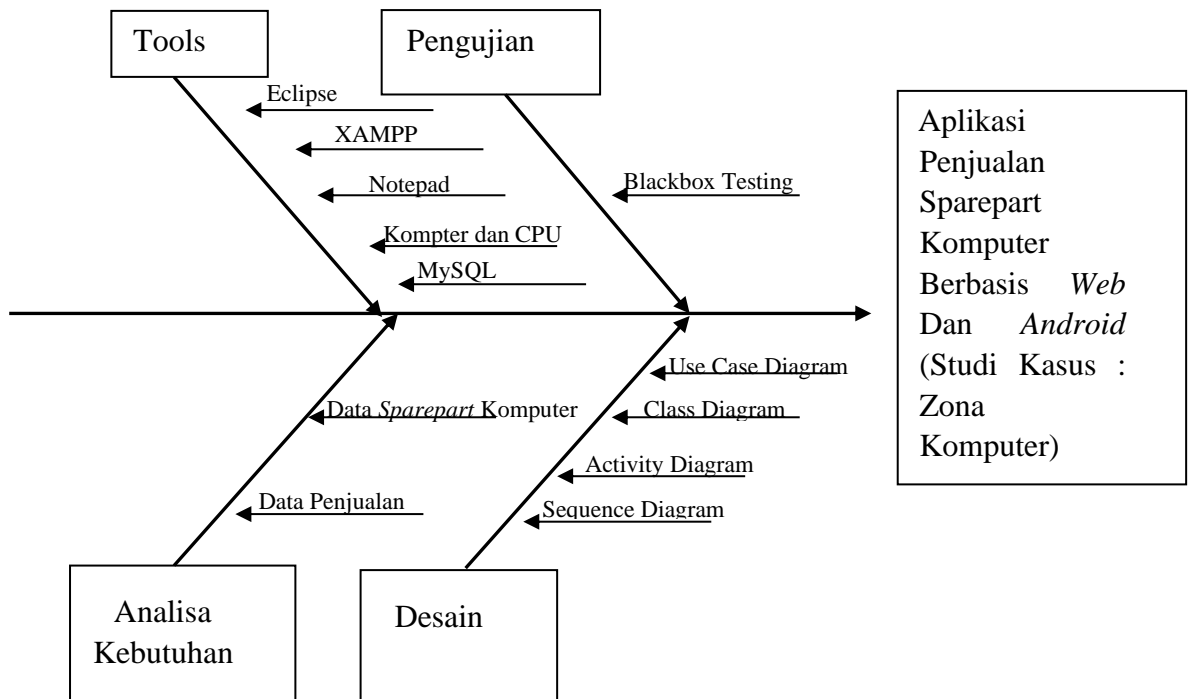 Tools
Pengujian
Eclipse
XAMPP
Notepad
Kompter dan CPU
MySQL
Blackbox Testing
Aplikasi
Penjualan
Sparepart
Komputer
Berbasis Web
Dan Android
(Studi Kasus :
Zona
Komputer)
Use Case Diagram
Data Sparepart Komputer
Class Diagram
Activity Diagram
Data Penjualan
Sequence Diagram
Analisa
Kebutuhan
Desain